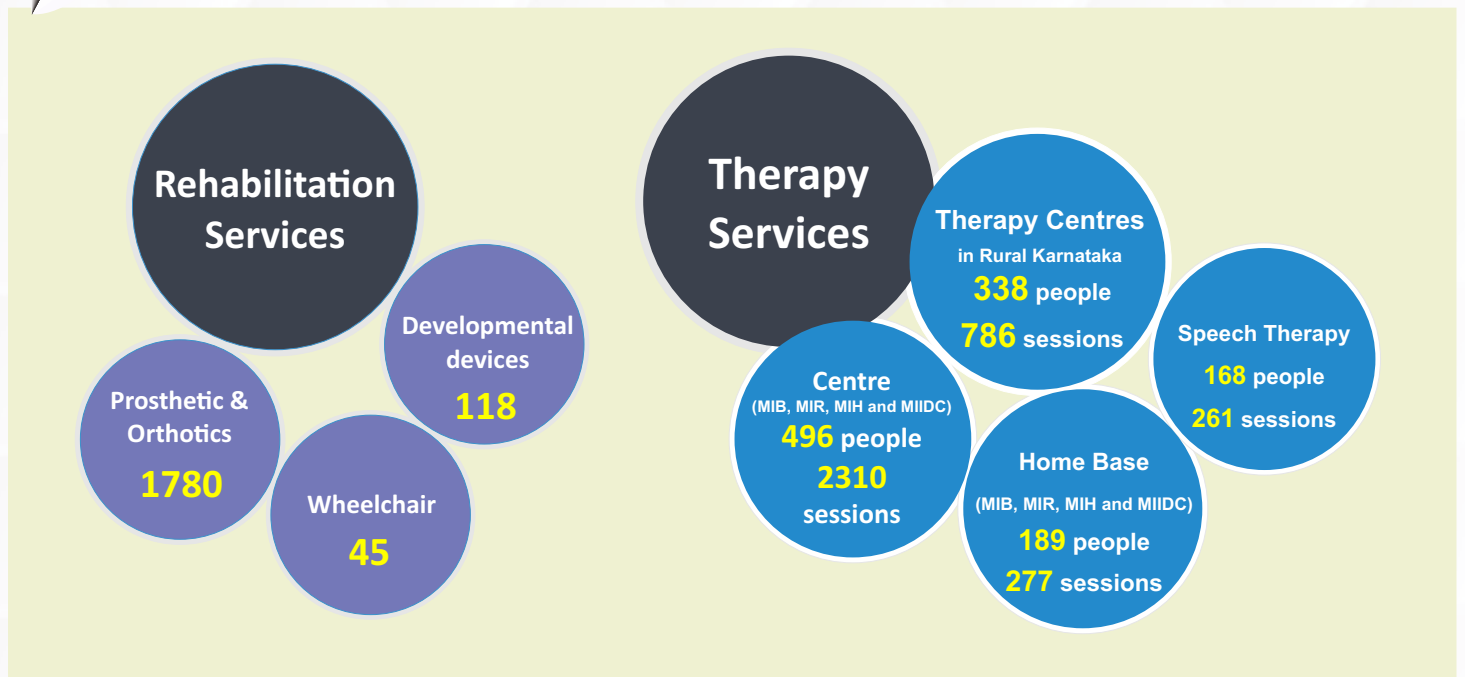 Rehabilitation
Services
Developmental
devices
118
Prosthetic &
Orthotics
1780
Wheelchair
45
Therapy
Services
Therapy Centres
in Rural Karnataka
338 people
786 sessions
Speech Therapy
168 people
261 sessions
Centre
(MIB, MIR, MIH and MIIDC)
496 people
2310
sessions
Home Base
(MIB, MIR, MIH and MIIDC)
189 people
277 sessions